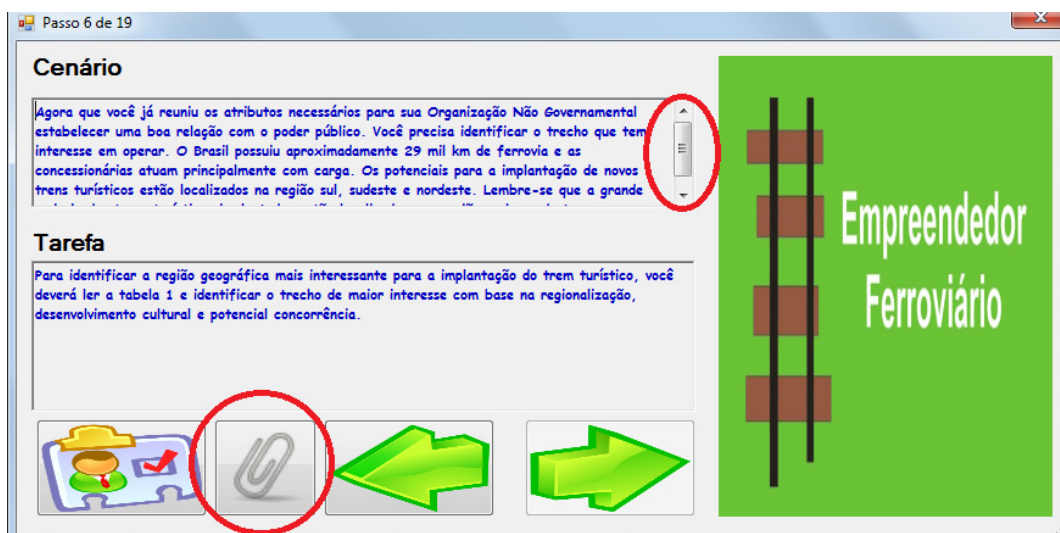 Passo 6 de 19
Cenário
Agora que você já reuniu os atributos necessários para sua Organização Não Governamental
estabelecer uma boa relação com o poder público. Você precisa identificar o trecho que tem
interesse em operar. O Brasil possuiu aproximadamente 29 mil km de ferrovia e as
concessionárias atuam principalmente com carga. Os potenciais para a implantação de novos
trens turísticos estão localizados na região sul, sudeste e nordeste. Lembre-se que a grande
Tarefa
Para identificar a região geográfica mais interessante para a implantação do trem turístico, você
deverá ler a tabela 1 e identificar o trecho de maior interesse com base na regionalização,
desenvolvimento cultural e potencial concorrência.
Empreendedor
Ferroviário